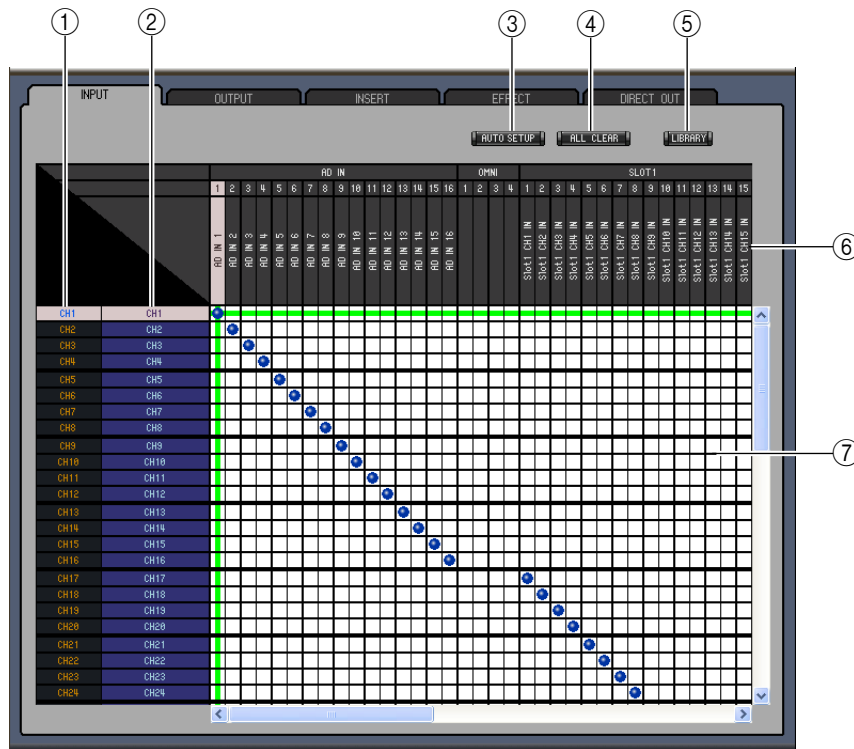 1 2 3 4 5
INPUT OUTPUT INSERT EFFECT DIRECT OUT
AUTO SETUP ALL CLEAR LIBRARY
AD IN OMNI SLOT1
1 2 3 4 5 6 7 8 9 10 11 12 13 14 15 16 1 2 3 4 1 2 3 4 5 6 7 8 9 10 11 12 13 14 15
AD IN 1
AD IN 2
AD IN 3
AD IN 4
AD IN 5
AD IN 6
AD IN 7
AD IN 8
AD IN 9
AD IN 10
AD IN 11
AD IN 12
AD IN 13
AD IN 14
AD IN 15
AD IN 16
Slot1 CH1 IN
Slot1 CH2 IN
Slot1 CH3 IN
Slot1 CH4 IN
Slot1 CH5 IN
Slot1 CH6 IN
Slot1 CH7 IN
Slot1 CH8 IN
Slot1 CH9 IN
Slot1 CH10 IN
Slot1 CH11 IN
Slot1 CH12 IN
Slot1 CH13 IN
Slot1 CH14 IN
Slot1 CH15 IN
6
CH1 CH1
CH2 CH2
CH3 CH3
CH4 CH4
CH5 CH5
CH6 CH6
CH7 CH7
CH8 CH8
CH9 CH9
7
CH10 CH10
CH11 CH11
CH12 CH12
CH13 CH13
CH14 CH14
CH15 CH15
CH16 CH16
CH17 CH17
CH18 CH18
CH19 CH19
CH20 CH20
CH21 CH21
CH22 CH22
CH23 CH23
CH24 CH24